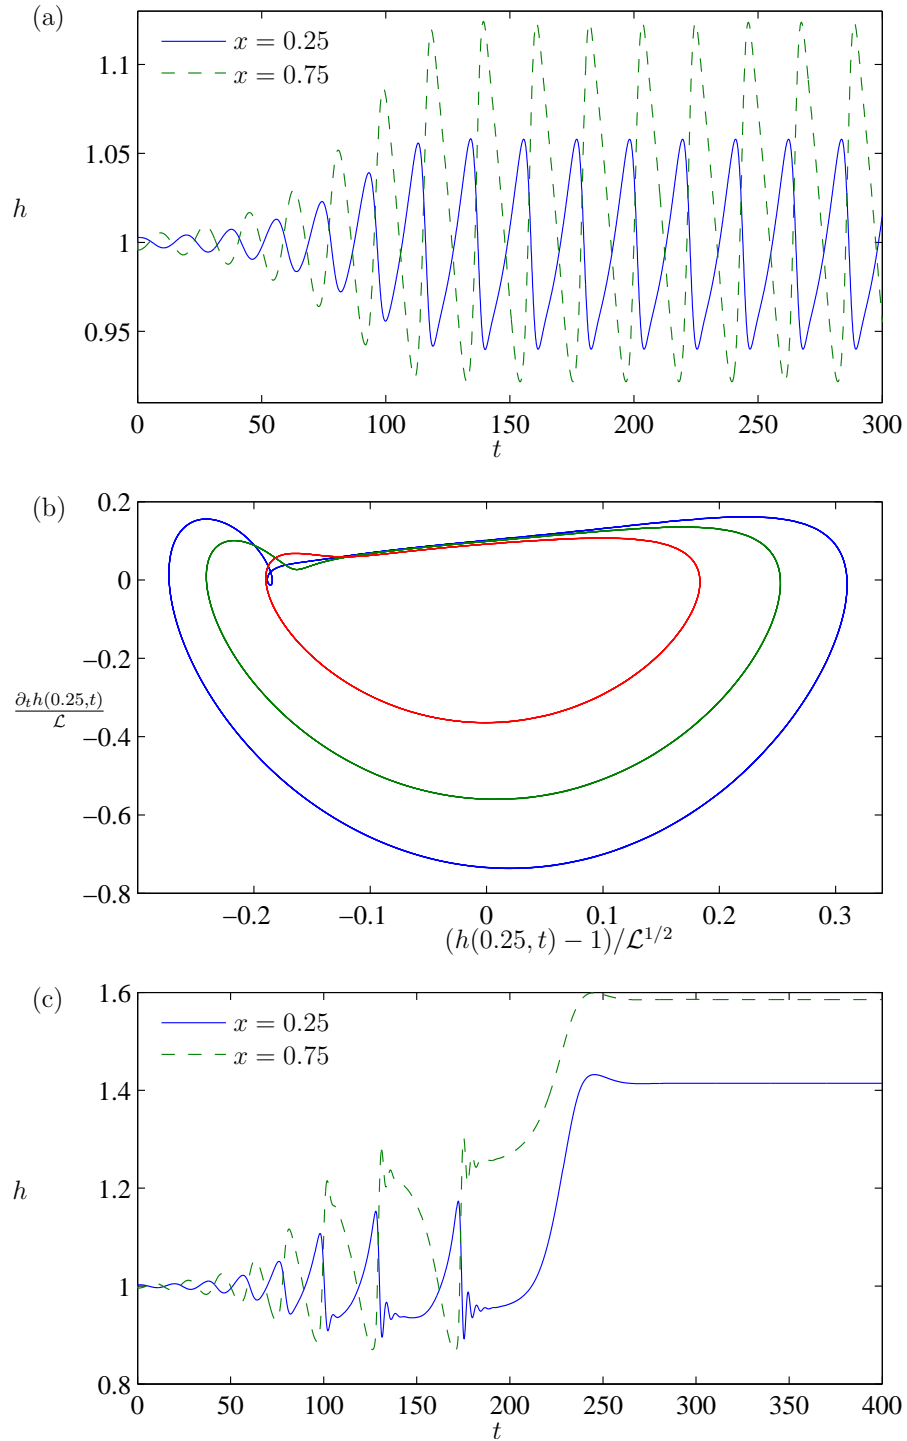 (a)
x = 0.25
x = 0.75
1.1
1.05
1
0.95
h
0 50 100 150 200 250 300
t
(b)
0.2
0
−0.2
−0.4
−0.6
−0.8
∂ₜh(0.25,t)
ℒ
−0.2 −0.1 0 0.1 0.2 0.3
(h(0.25, t) − 1)/ℒ^{1/2}
(c)
x = 0.25
x = 0.75
1.6
1.4
1.2
1
0.8
h
0 50 100 150 200 250 300 350 400
t